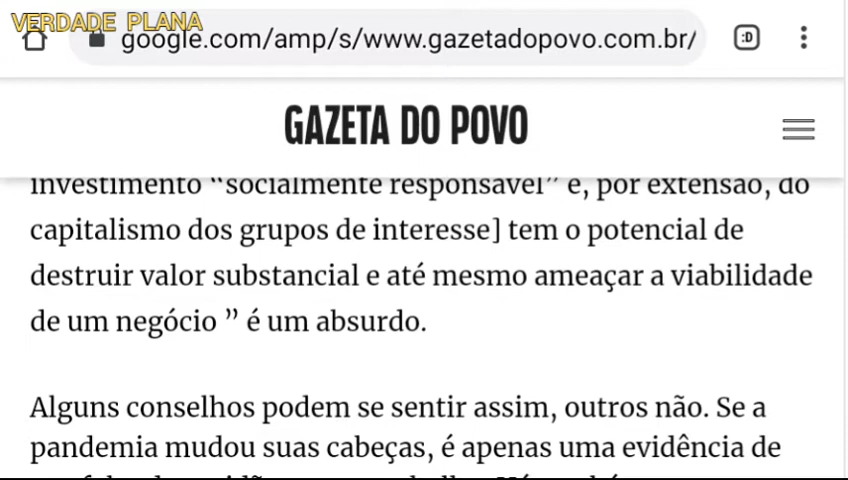 VERDADE PLANA
google.com/amp/s/www.gazetadopovo.com.br/
:D
GAZETA DO POVO
investimento “socialmente responsável” e, por extensão, do
capitalismo dos grupos de interesse] tem o potencial de
destruir valor substancial e até mesmo ameaçar a viabilidade
de um negócio ” é um absurdo.
Alguns conselhos podem se sentir assim, outros não. Se a
pandemia mudou suas cabeças, é apenas uma evidência de